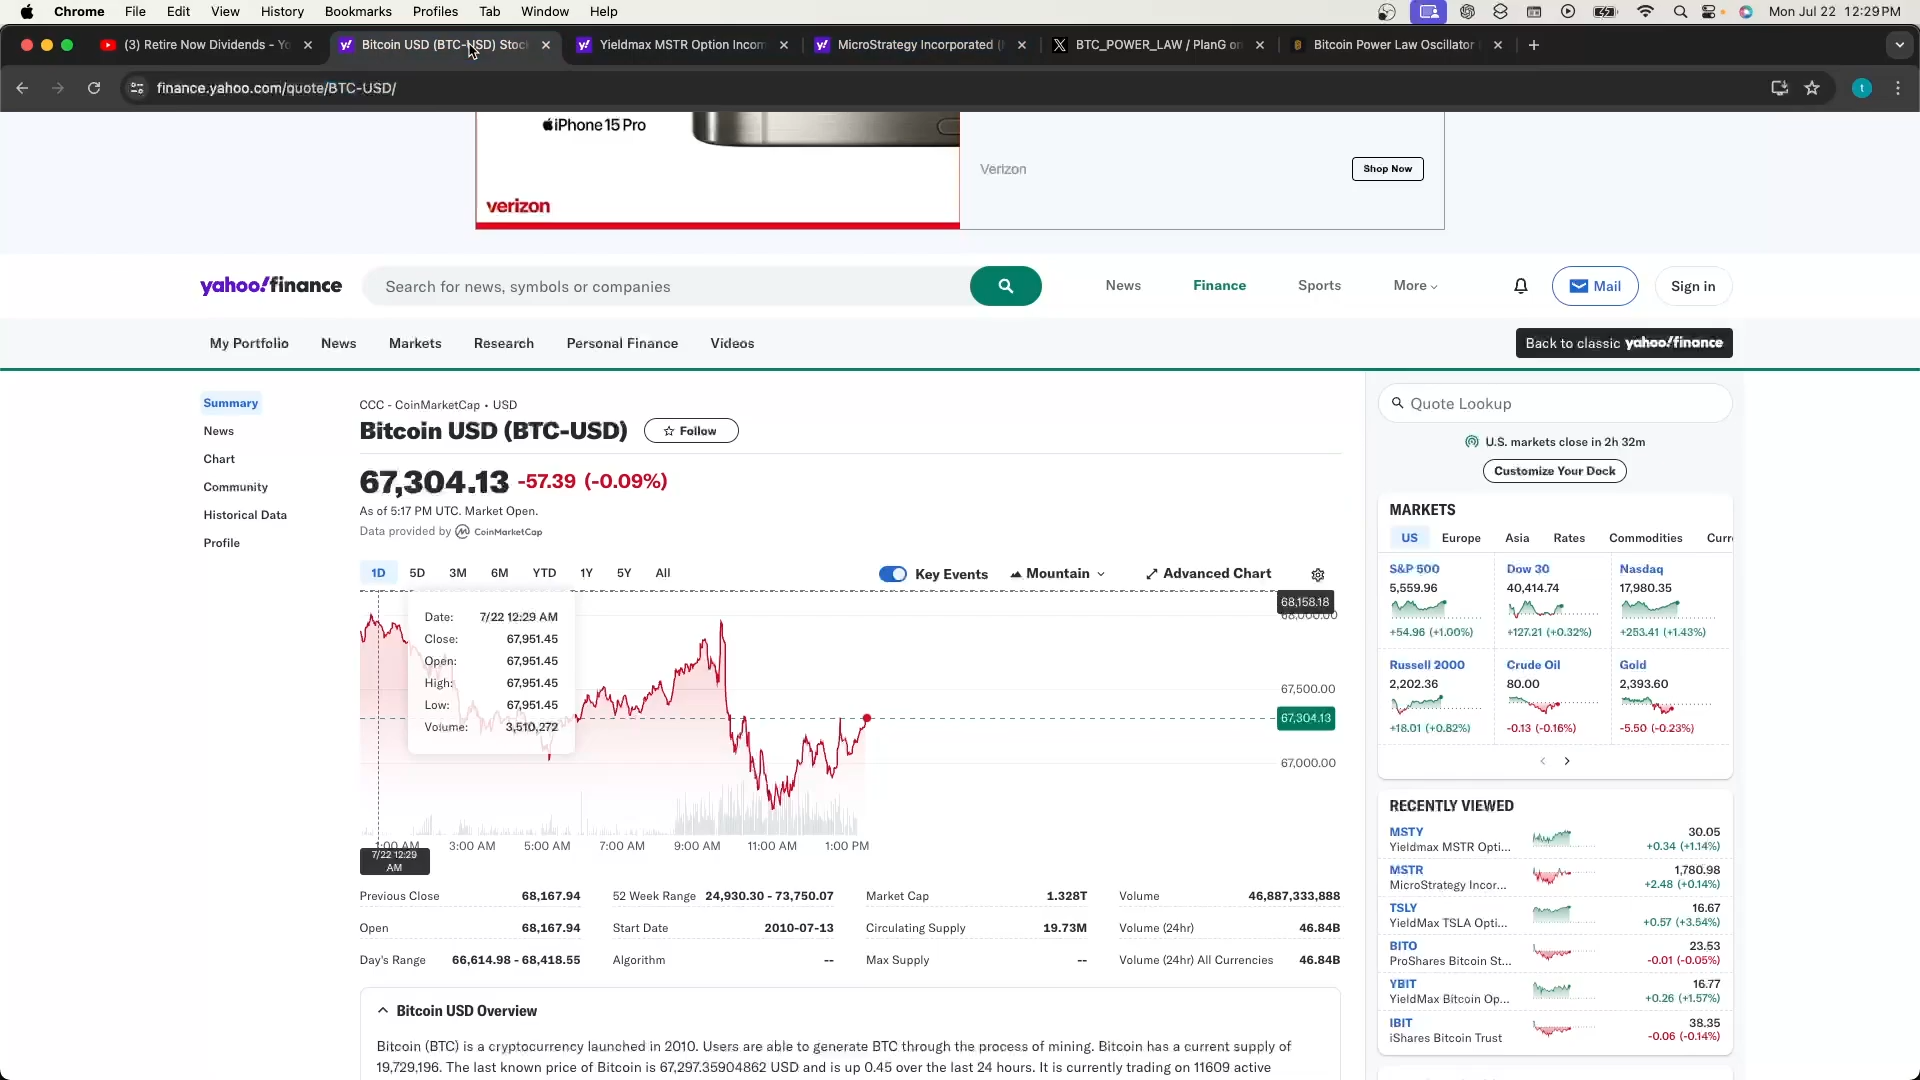 Chrome File Edit View History Bookmarks Profiles Tab Window Help Mon Jul 22 12:29 PM
(3) Retire Now Dividends - Yo
Bitcoin USD (BTC-USD) Stoc
Yieldmax MSTR Option Incom
MicroStrategy Incorporated (
BTC_POWER_LAW / PlanG on
Bitcoin Power Law Oscillator
finance.yahoo.com/quote/BTC-USD/
t
iPhone 15 Pro
verizon
Verizon
Shop Now
yahoo!finance
Search for news, symbols or companies
News Finance Sports More
Mail
Sign in
My Portfolio News Markets Research Personal Finance Videos
Back to classic yahoo!finance
Summary
News
Chart
Community
Historical Data
Profile
CCC - CoinMarketCap • USD
Bitcoin USD (BTC-USD)
Follow
67,304.13 -57.39 (-0.09%)
As of 5:17 PM UTC. Market Open.
Data provided by CoinMarketCap
1D 5D 3M 6M YTD 1Y 5Y All
Key Events Mountain Advanced Chart
Date: 7/22 12:29 AM
Close: 67,951.45
Open: 67,951.45
High: 67,951.45
Low: 67,951.45
Volume: 3,510,272
68,158.18
68,000.00
67,500.00
67,304.13
67,000.00
1:00 AM 3:00 AM 5:00 AM 7:00 AM 9:00 AM 11:00 AM 1:00 PM
7/22 12:29
AM
Previous Close 68,167.94 52 Week Range 24,930.30 - 73,750.07 Market Cap 1.328T Volume 46,887,333,888
Open 68,167.94 Start Date 2010-07-13 Circulating Supply 19.73M Volume (24hr) 46.84B
Day's Range 66,614.98 - 68,418.55 Algorithm -- Max Supply -- Volume (24hr) All Currencies 46.84B
Bitcoin USD Overview
Bitcoin (BTC) is a cryptocurrency launched in 2010. Users are able to generate BTC through the process of mining. Bitcoin has a current supply of
19,729,196. The last known price of Bitcoin is 67,297.35904862 USD and is up 0.45 over the last 24 hours. It is currently trading on 11609 active
Quote Lookup
U.S. markets close in 2h 32m
Customize Your Dock
MARKETS
US Europe Asia Rates Commodities Curr
S&P 500 Dow 30 Nasdaq
5,559.96 40,414.74 17,980.35
+54.96 (+1.00%) +127.21 (+0.32%) +253.41 (+1.43%)
Russell 2000 Crude Oil Gold
2,202.36 80.00 2,393.60
+18.01 (+0.82%) -0.13 (-0.16%) -5.50 (-0.23%)
RECENTLY VIEWED
MSTY 30.05
Yieldmax MSTR Opti... +0.34 (+1.14%)
MSTR 1,780.98
MicroStrategy Incor... +2.48 (+0.14%)
TSLY 16.67
YieldMax TSLA Opti... +0.57 (+3.54%)
BITO 23.53
ProShares Bitcoin St... -0.01 (-0.05%)
YBIT 16.77
YieldMax Bitcoin Op... +0.26 (+1.57%)
IBIT 38.35
iShares Bitcoin Trust -0.06 (-0.14%)